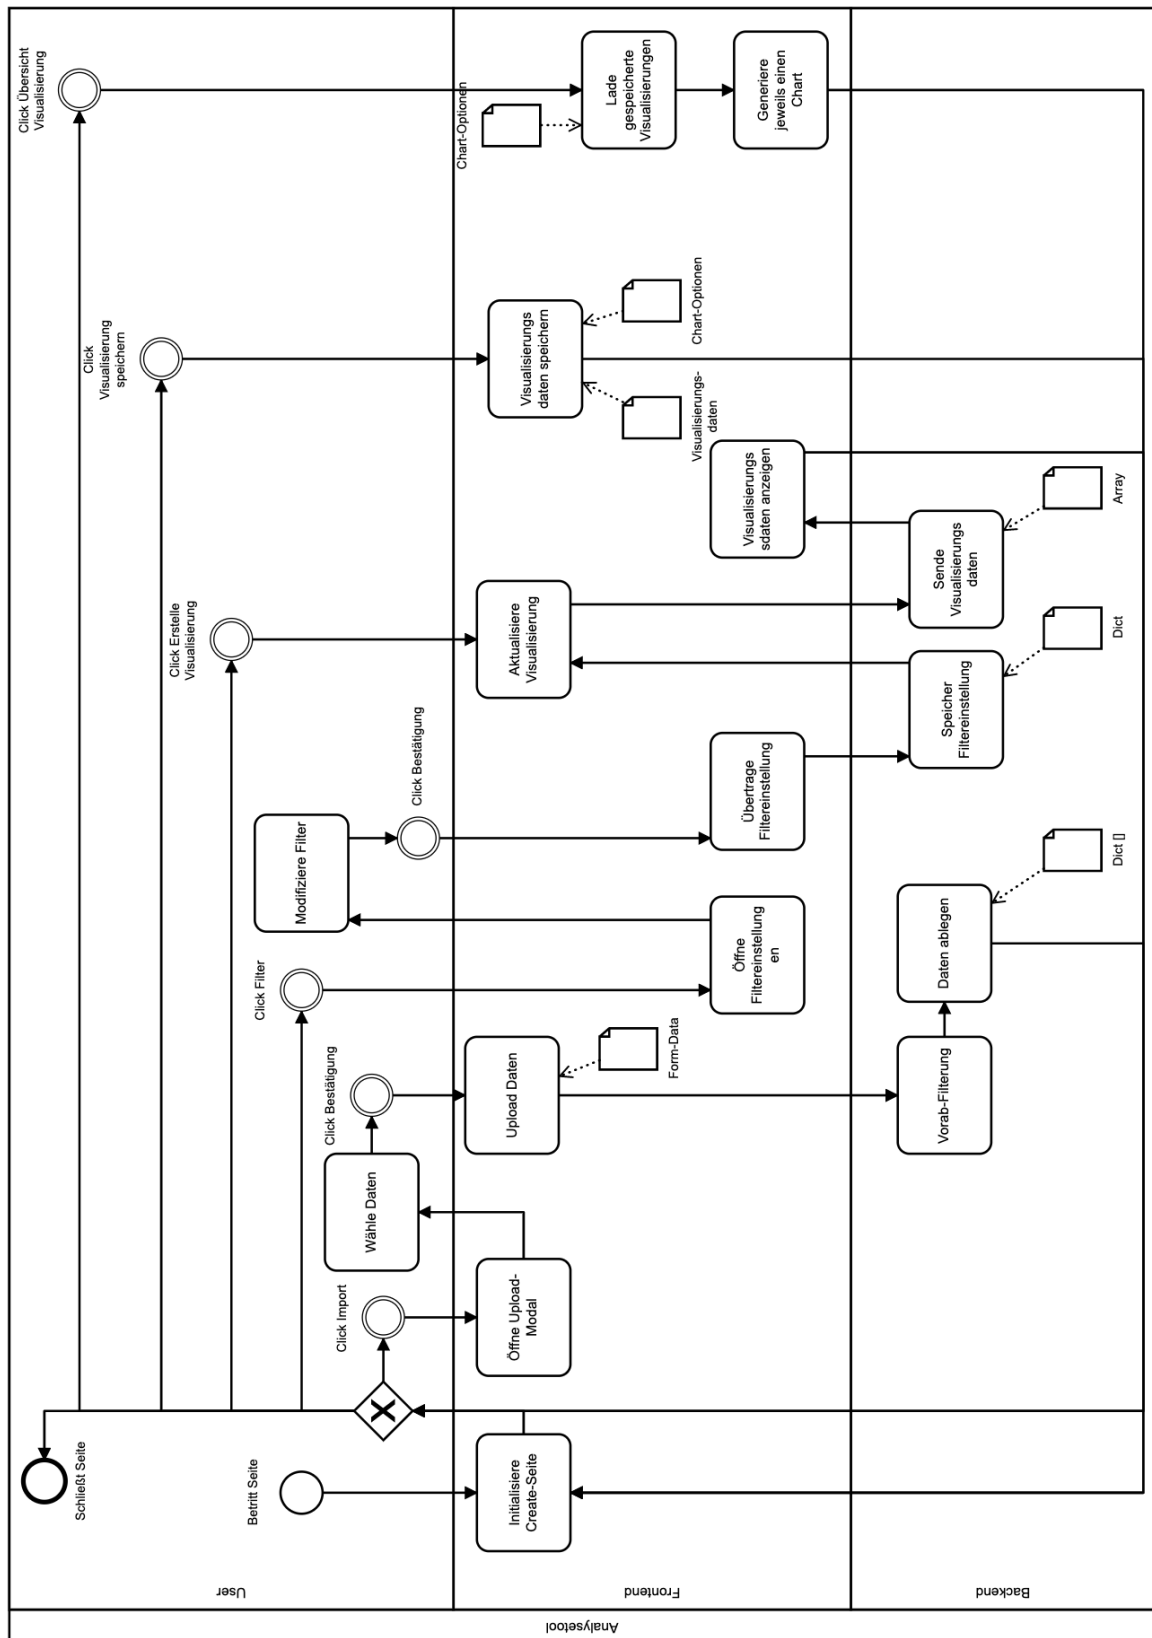 Analysetool
User
Frontend
Backend
Schließt Seite
Betritt Seite
Initialisiere
Create-Seite
X
Click Import
Öffne Upload-
Modal
Wähle Daten
Click Bestätigung
Upload Daten
Form-Data
Vorab-Filterung
Daten ablegen
Dict []
Click Filter
Öffne
Filtereinstellung
en
Modifiziere Filter
Click Bestätigung
Übertrage
Filtereinstellung
Speicher
Filtereinstellung
Dict
Click Erstelle
Visualisierung
Aktualisiere
Visualisierung
Sende
Visualisierungs
daten
Array
Visualisierung
sdaten anzeigen
Click
Visualisierung
speichern
Visualisierungs
daten speichern
Visualisierungs-
daten
Chart-Optionen
Click Übersicht
Visualisierung
Chart-Optionen
Lade
gespeicherte
Visualisierungen
Generiere
jeweils einen
Chart